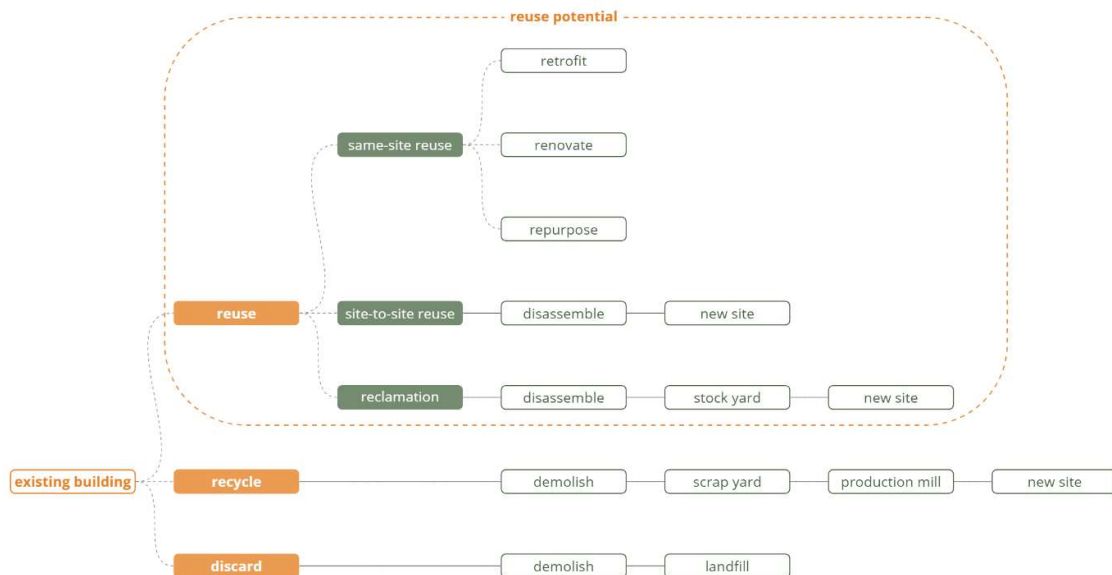 reuse potential
retrofit
same-site reuse
renovate
repurpose
reuse
site-to-site reuse
disassemble
new site
reclamation
disassemble
stock yard
new site
existing building
recycle
demolish
scrap yard
production mill
new site
discard
demolish
landfill